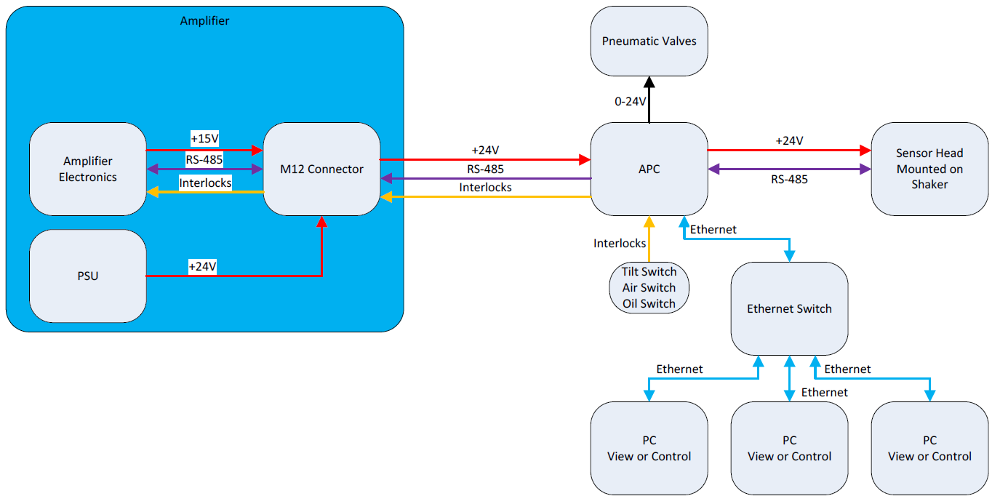 Amplifier
Pneumatic Valves
0-24V
+15V
RS-485
Interlocks
Amplifier
Electronics
M12 Connector
+24V
RS-485
Interlocks
APC
+24V
RS-485
Sensor Head
Mounted on
Shaker
PSU
+24V
Interlocks
Ethernet
Tilt Switch
Air Switch
Oil Switch
Ethernet Switch
Ethernet
Ethernet
Ethernet
PC
View or Control
PC
View or Control
PC
View or Control